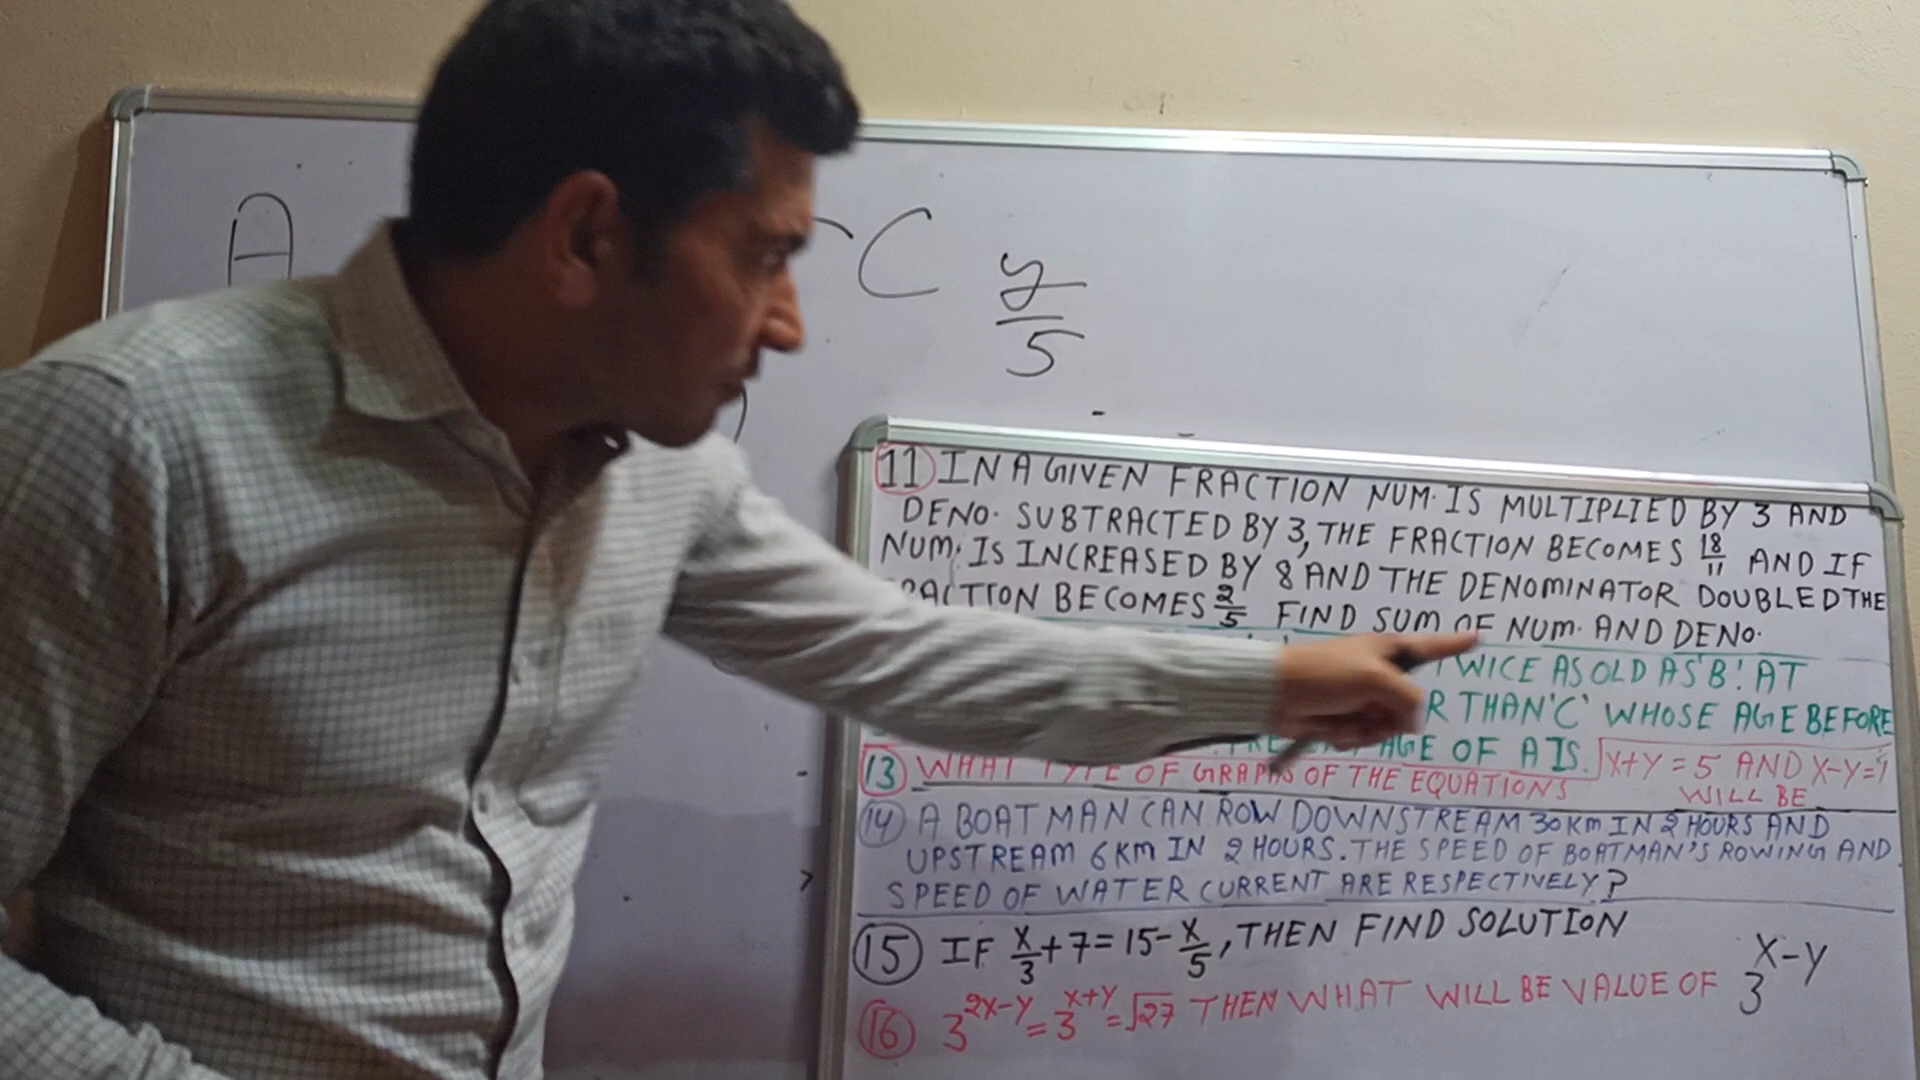 A
C
y
5
11 IN A GIVEN FRACTION NUM. IS MULTIPLIED BY 3 AND
DENO. SUBTRACTED BY 3, THE FRACTION BECOMES 18/11 AND IF
NUM. IS INCREASED BY 8 AND THE DENOMINATOR DOUBLED THE
RACTION BECOMES 2/5 FIND SUM OF NUM. AND DENO.
TWICE AS OLD AS 'B'. AT
R THAN 'C' WHOSE AGE BEFORE
AGE OF A IS.
13 WHAT TYPE OF GRAPHS OF THE EQUATIONS x+y=5 AND x-y=
WILL BE
14 A BOATMAN CAN ROW DOWNSTREAM 30KM IN 2 HOURS AND
UPSTREAM 6KM IN 2 HOURS. THE SPEED OF BOATMAN'S ROWING AND
SPEED OF WATER CURRENT ARE RESPECTIVELY?
15 IF x/3+7=15-x/5, THEN FIND SOLUTION
16 3^2x-y = 3^x+y = √27 THEN WHAT WILL BE VALUE OF 3^x-y